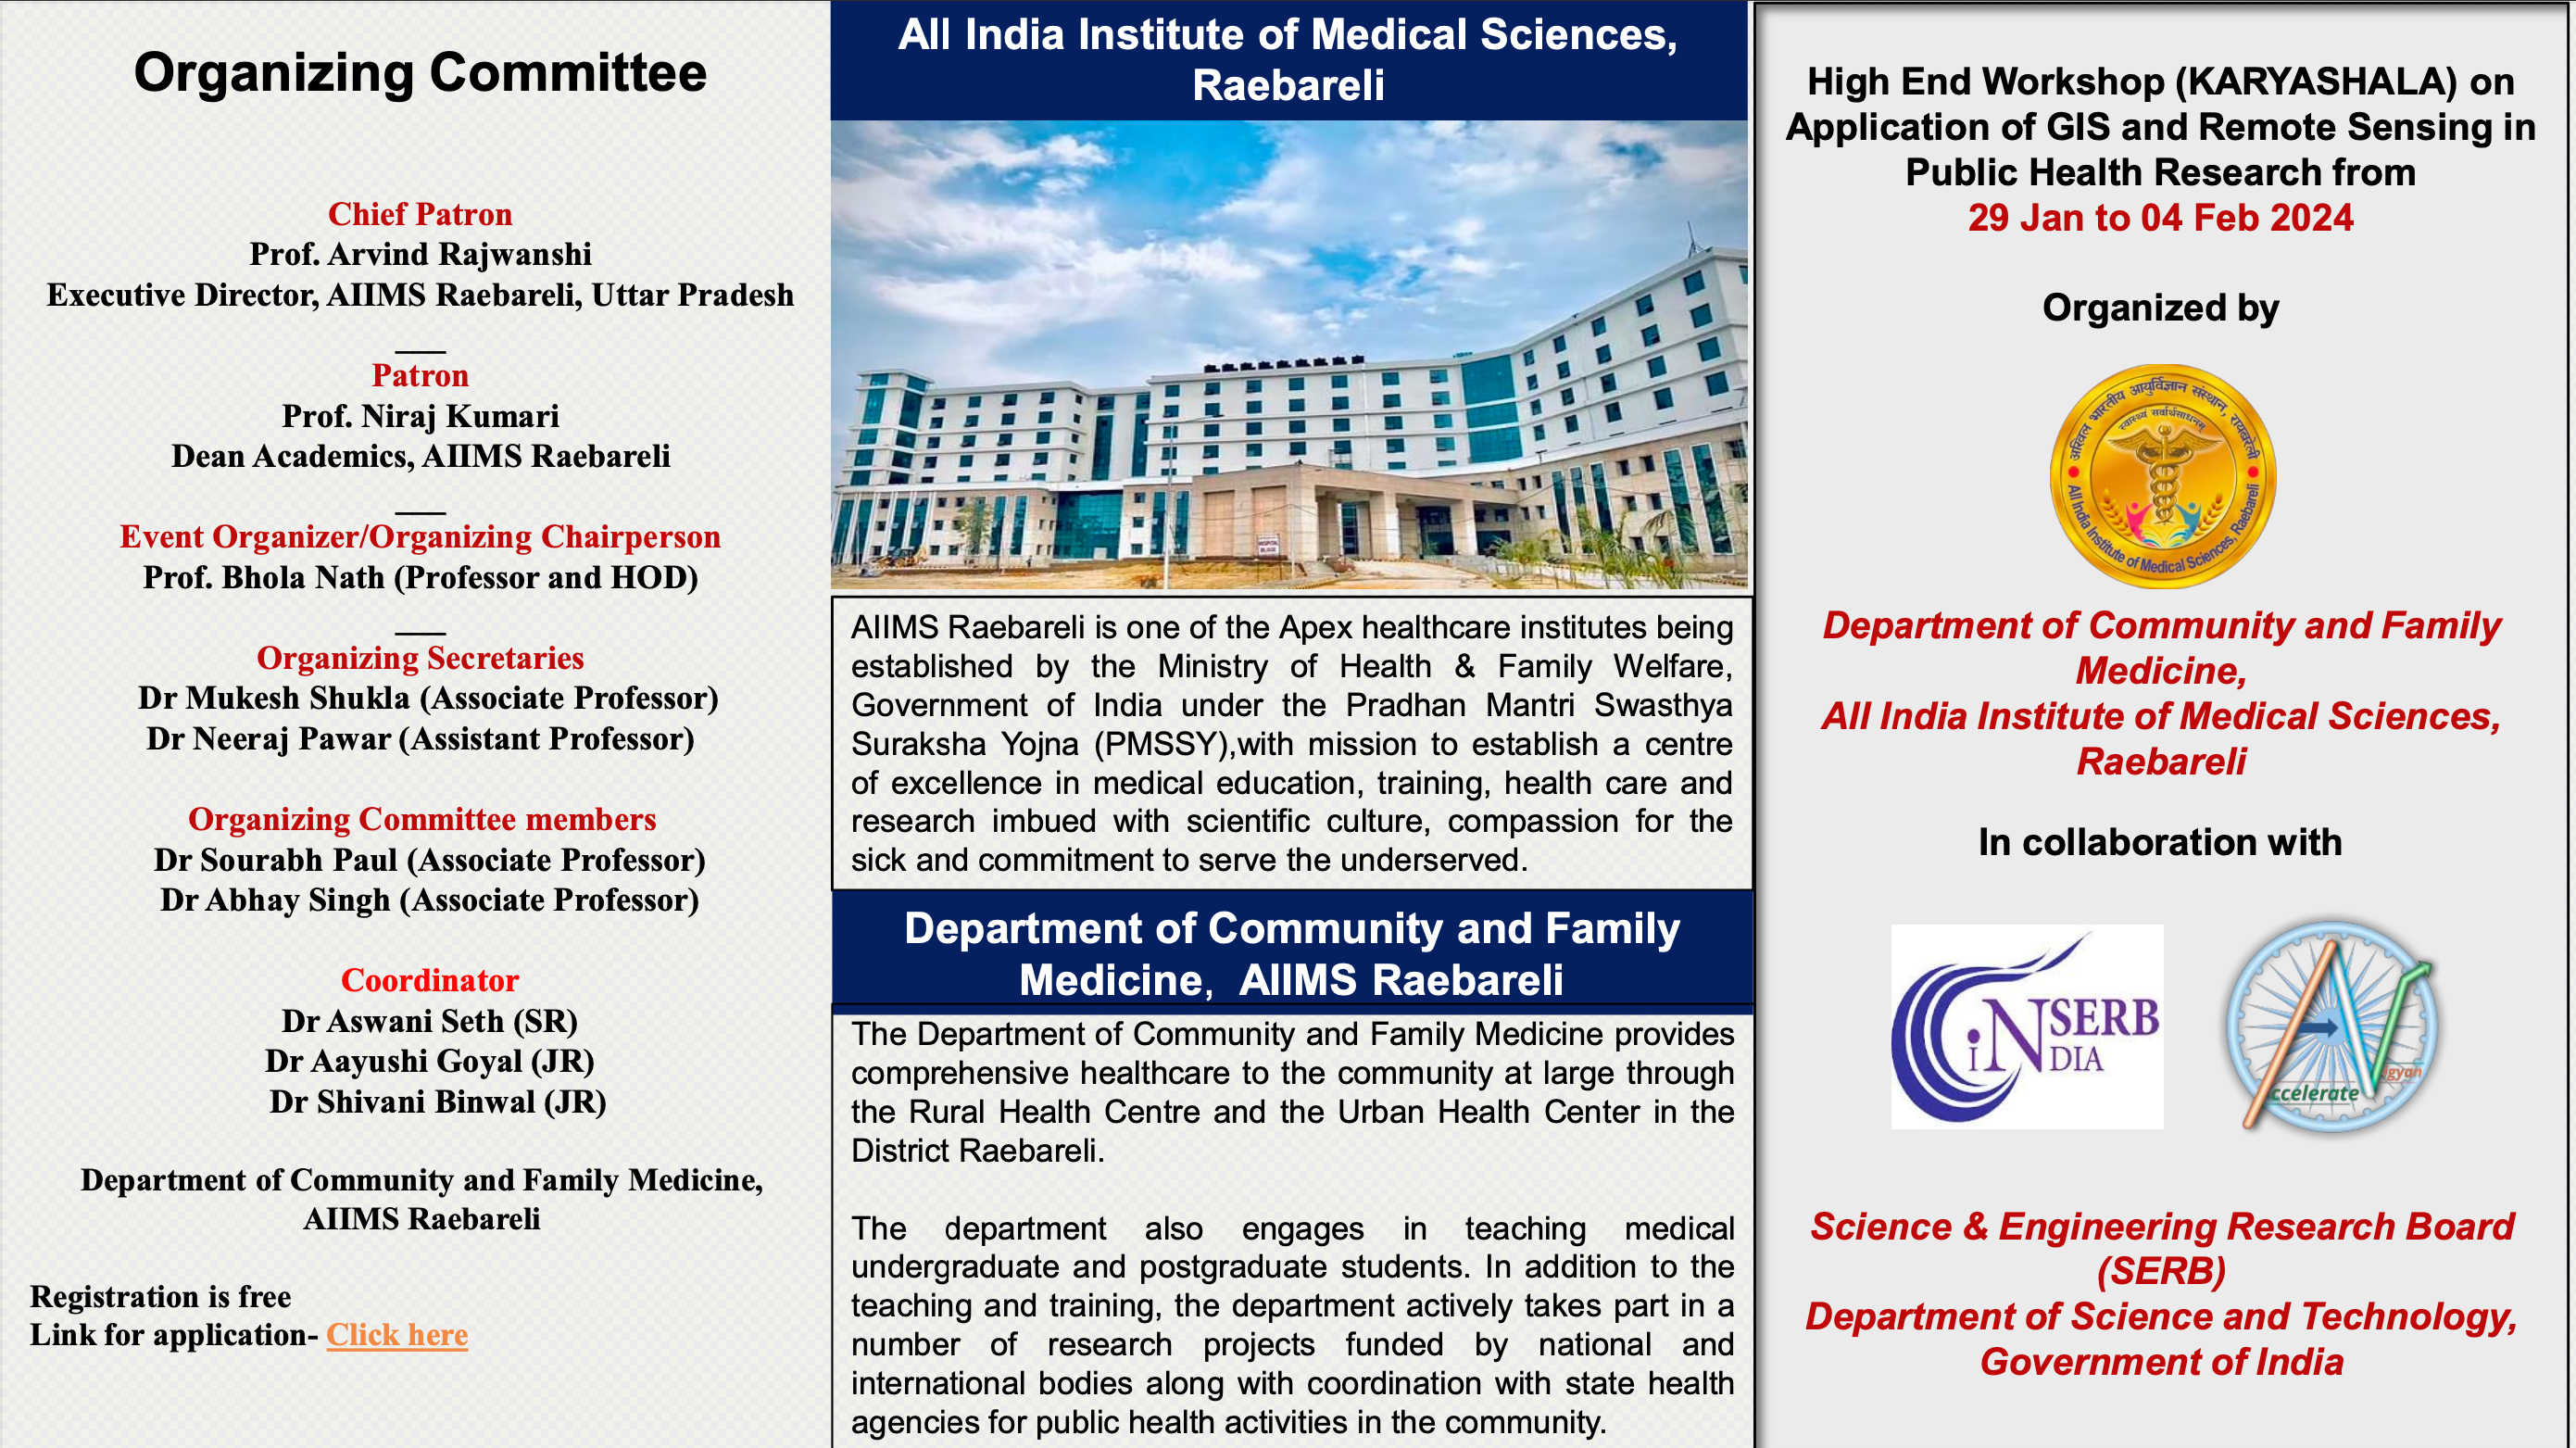 Organizing Committee
Chief Patron
Prof. Arvind Rajwanshi
Executive Director, AIIMS Raebareli, Uttar Pradesh
___
Patron
Prof. Niraj Kumari
Dean Academics, AIIMS Raebareli
___
Event Organizer/Organizing Chairperson
Prof. Bhola Nath (Professor and HOD)
___
Organizing Secretaries
Dr Mukesh Shukla (Associate Professor)
Dr Neeraj Pawar (Assistant Professor)
Organizing Committee members
Dr Sourabh Paul (Associate Professor)
Dr Abhay Singh (Associate Professor)
Coordinator
Dr Aswani Seth (SR)
Dr Aayushi Goyal (JR)
Dr Shivani Binwal (JR)
Department of Community and Family Medicine,
AIIMS Raebareli
Registration is free
Link for application- Click here
All India Institute of Medical Sciences,
Raebareli
HOSPITAL
BLOCK
AIIMS Raebareli is one of the Apex healthcare institutes being
established by the Ministry of Health & Family Welfare,
Government of India under the Pradhan Mantri Swasthya
Suraksha Yojna (PMSSY),with mission to establish a centre
of excellence in medical education, training, health care and
research imbued with scientific culture, compassion for the
sick and commitment to serve the underserved.
Department of Community and Family
Medicine, AIIMS Raebareli
The Department of Community and Family Medicine provides
comprehensive healthcare to the community at large through
the Rural Health Centre and the Urban Health Center in the
District Raebareli.
The department also engages in teaching medical
undergraduate and postgraduate students. In addition to the
teaching and training, the department actively takes part in a
number of research projects funded by national and
international bodies along with coordination with state health
agencies for public health activities in the community.
High End Workshop (KARYASHALA) on
Application of GIS and Remote Sensing in
Public Health Research from
29 Jan to 04 Feb 2024
Organized by
अखिल भारतीय आयुर्विज्ञान संस्थान, रायबरेली
स्वास्थ्यं सर्वार्थसाधनम्
All India Institute of Medical Sciences, Raebareli
Department of Community and Family
Medicine,
All India Institute of Medical Sciences,
Raebareli
In collaboration with
iN SERB
NDIA
ccelerate
igyan
Science & Engineering Research Board
(SERB)
Department of Science and Technology,
Government of India